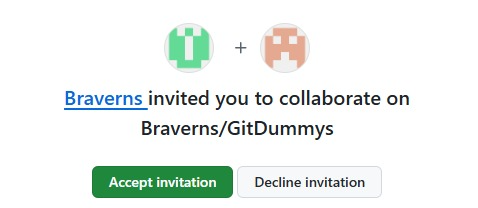 +
Braverns invited you to collaborate on
Braverns/GitDummys
Accept invitation
Decline invitation